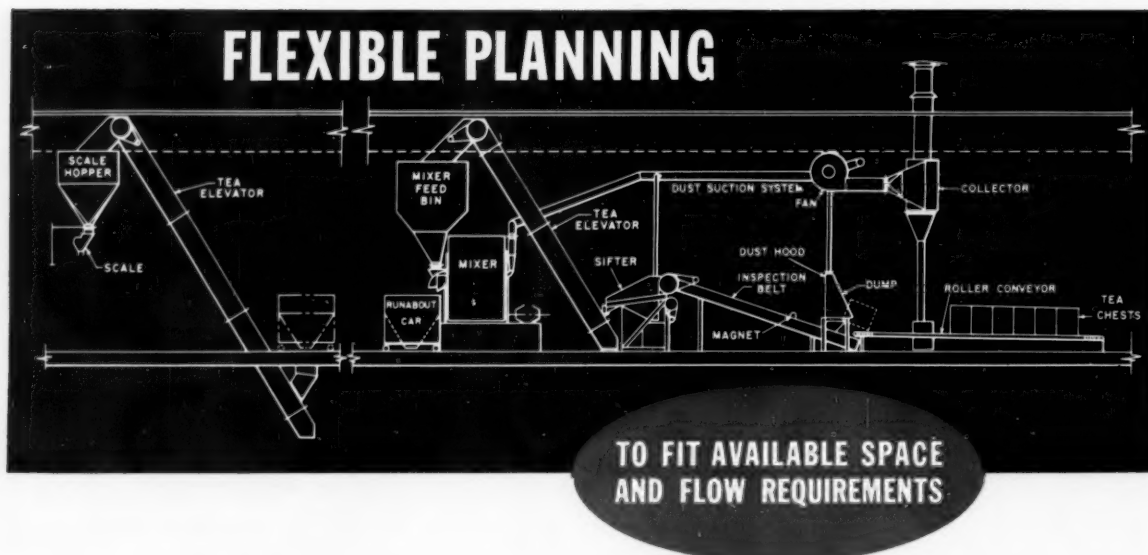 FLEXIBLE PLANNING
SCALE
HOPPER
TEA
ELEVATOR
SCALE
MIXER
FEED
BIN
MIXER
RUNABOUT
CAR
TEA
ELEVATOR
SIFTER
DUST SUCTION SYSTEM
FAN
COLLECTOR
DUST HOOD
INSPECTION
BELT
DUMP
MAGNET
ROLLER CONVEYOR
TEA
CHESTS
TO FIT AVAILABLE SPACE
AND FLOW REQUIREMENTS